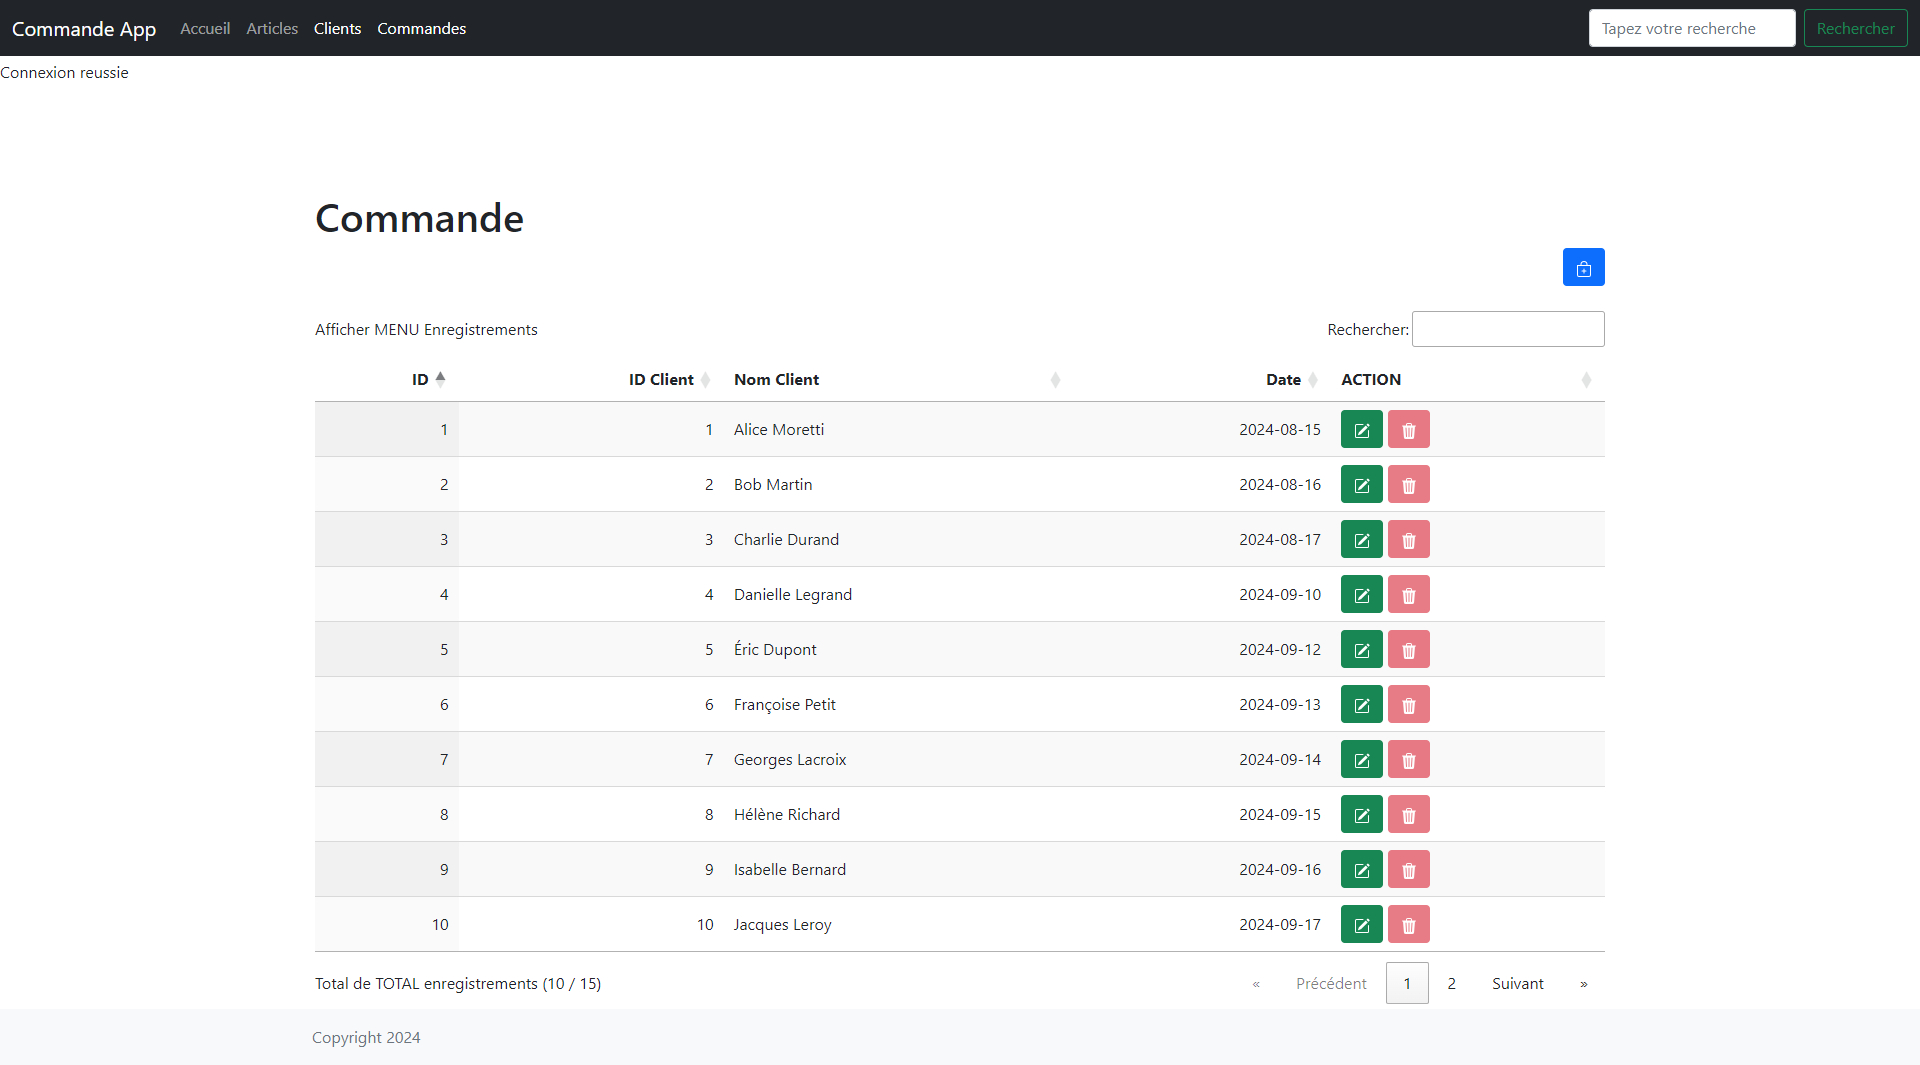 Commande App Accueil Articles Clients Commandes Tapez votre recherche Rechercher
Connexion reussie
Commande
Afficher MENU Enregistrements Rechercher:
ID ID Client Nom Client Date ACTION
1 1 Alice Moretti 2024-08-15
2 2 Bob Martin 2024-08-16
3 3 Charlie Durand 2024-08-17
4 4 Danielle Legrand 2024-09-10
5 5 Éric Dupont 2024-09-12
6 6 Françoise Petit 2024-09-13
7 7 Georges Lacroix 2024-09-14
8 8 Hélène Richard 2024-09-15
9 9 Isabelle Bernard 2024-09-16
10 10 Jacques Leroy 2024-09-17
Total de TOTAL enregistrements (10 / 15) « Précédent 1 2 Suivant »
Copyright 2024